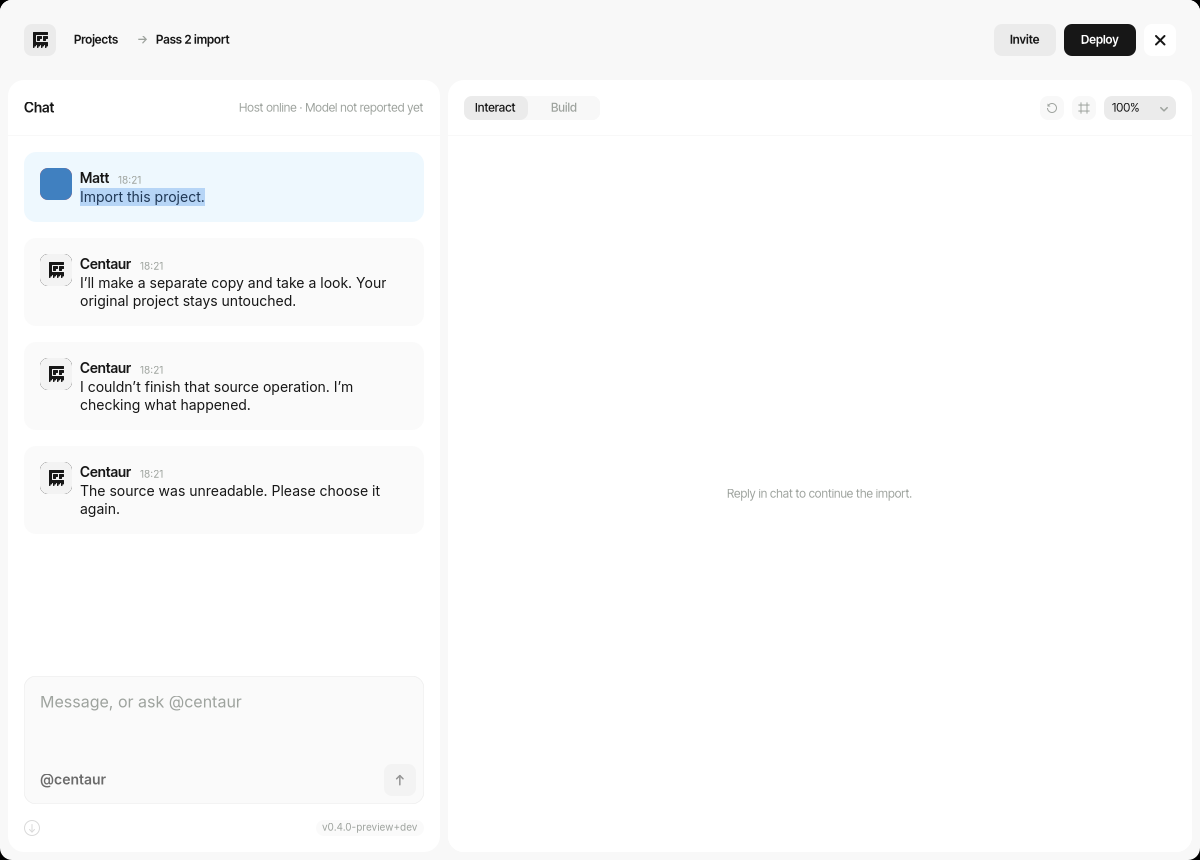 Projects → Pass 2 import
Invite
Deploy
Chat
Host online · Model not reported yet
Matt 18:21
Import this project.
Centaur 18:21
I’ll make a separate copy and take a look. Your
original project stays untouched.
Centaur 18:21
I couldn’t finish that source operation. I’m
checking what happened.
Centaur 18:21
The source was unreadable. Please choose it
again.
Message, or ask @centaur
@centaur
v0.4.0-preview+dev
Interact
Build
100%
Reply in chat to continue the import.